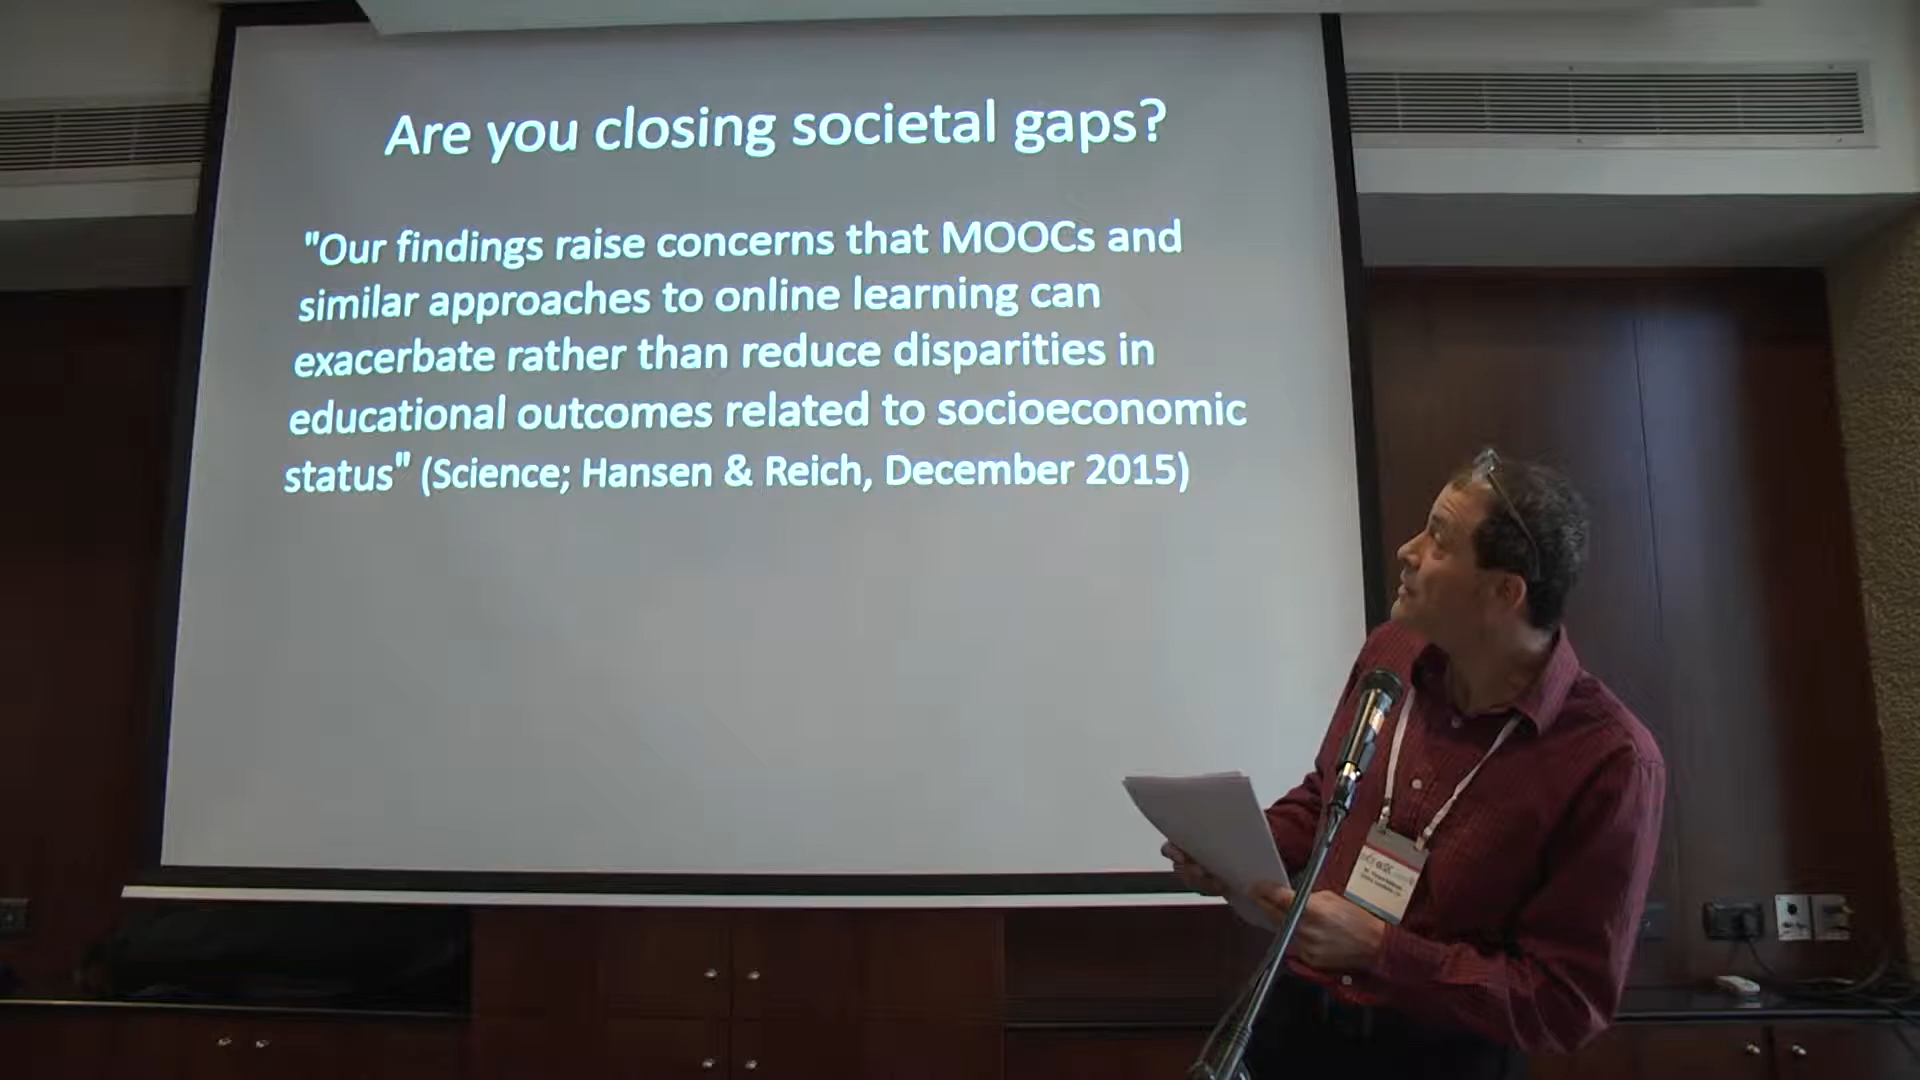 Are you closing societal gaps?
"Our findings raise concerns that MOOCs and
similar approaches to online learning can
exacerbate rather than reduce disparities in
educational outcomes related to socioeconomic
status" (Science; Hansen & Reich, December 2015)